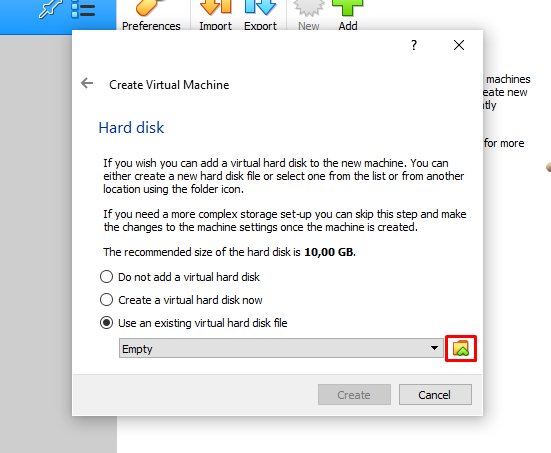 Preferences Import Export New Add
machines
eate new
tly
for more
?
Create Virtual Machine
Hard disk
If you wish you can add a virtual hard disk to the new machine. You can
either create a new hard disk file or select one from the list or from another
location using the folder icon.
If you need a more complex storage set-up you can skip this step and make
the changes to the machine settings once the machine is created.
The recommended size of the hard disk is 10,00 GB.
Do not add a virtual hard disk
Create a virtual hard disk now
Use an existing virtual hard disk file
Empty
Create Cancel